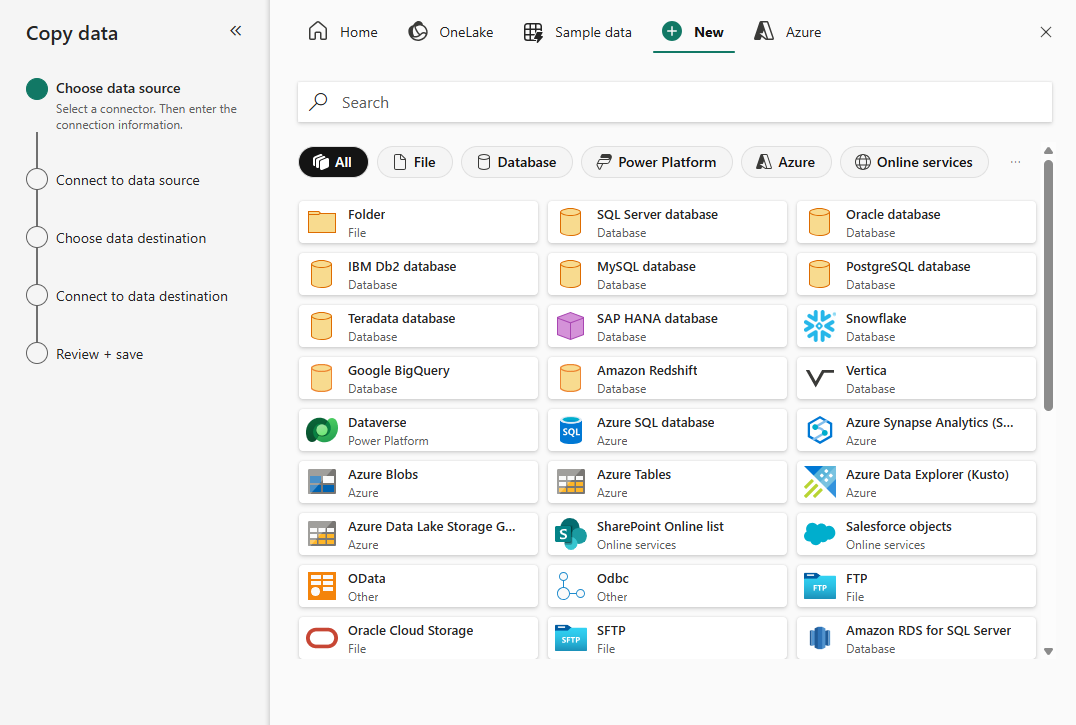 Copy data
Choose data source
Select a connector. Then enter the
connection information.
Connect to data source
Choose data destination
Connect to data destination
Review + save
Home
OneLake
Sample data
New
Azure
Search
All
File
Database
Power Platform
Azure
Online services
...
Folder
File
SQL Server database
Database
Oracle database
Database
IBM Db2 database
Database
MySQL database
Database
PostgreSQL database
Database
Teradata database
Database
SAP HANA database
Database
Snowflake
Database
Google BigQuery
Database
Amazon Redshift
Database
Vertica
Database
Dataverse
Power Platform
SQL
Azure SQL database
Azure
Azure Synapse Analytics (S...
Azure
Azure Blobs
Azure
Azure Tables
Azure
Azure Data Explorer (Kusto)
Azure
Azure Data Lake Storage G...
Azure
S
SharePoint Online list
Online services
Salesforce objects
Online services
OData
Other
Odbc
Other
FTP
FTP
File
Oracle Cloud Storage
File
SFTP
SFTP
File
Amazon RDS for SQL Server
Database